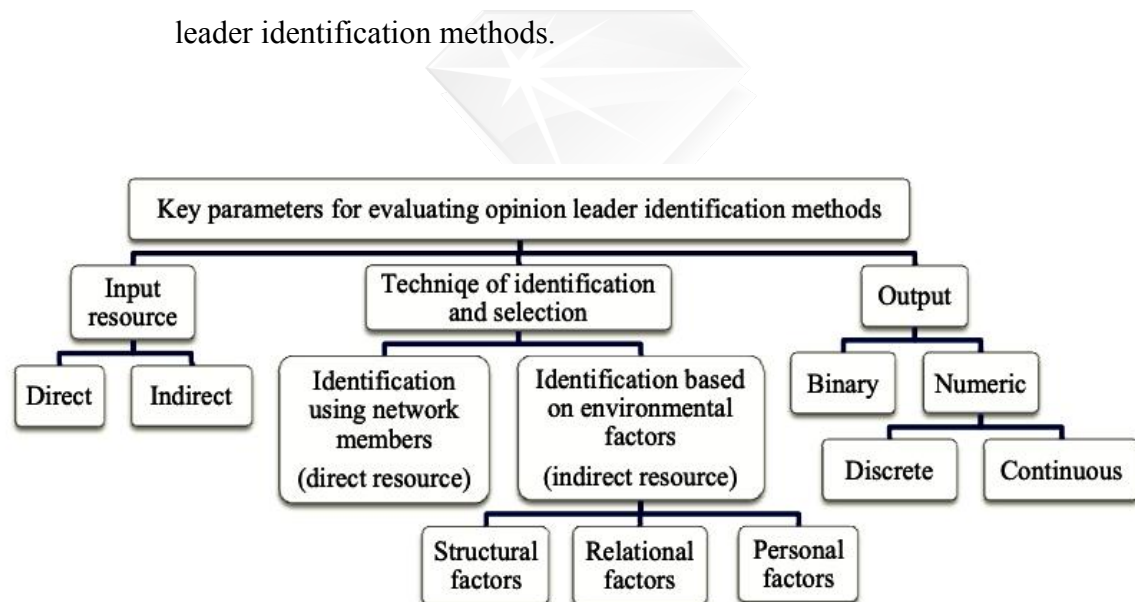 leader identification methods.
Key parameters for evaluating opinion leader identification methods
Input
resource
Techniqe of identification
and selection
Output
Direct
Indirect
Identification
using network
members
(direct resource)
Identification based
on environmental
factors
(indirect resource)
Binary
Numeric
Discrete
Continuous
Structural
factors
Relational
factors
Personal
factors